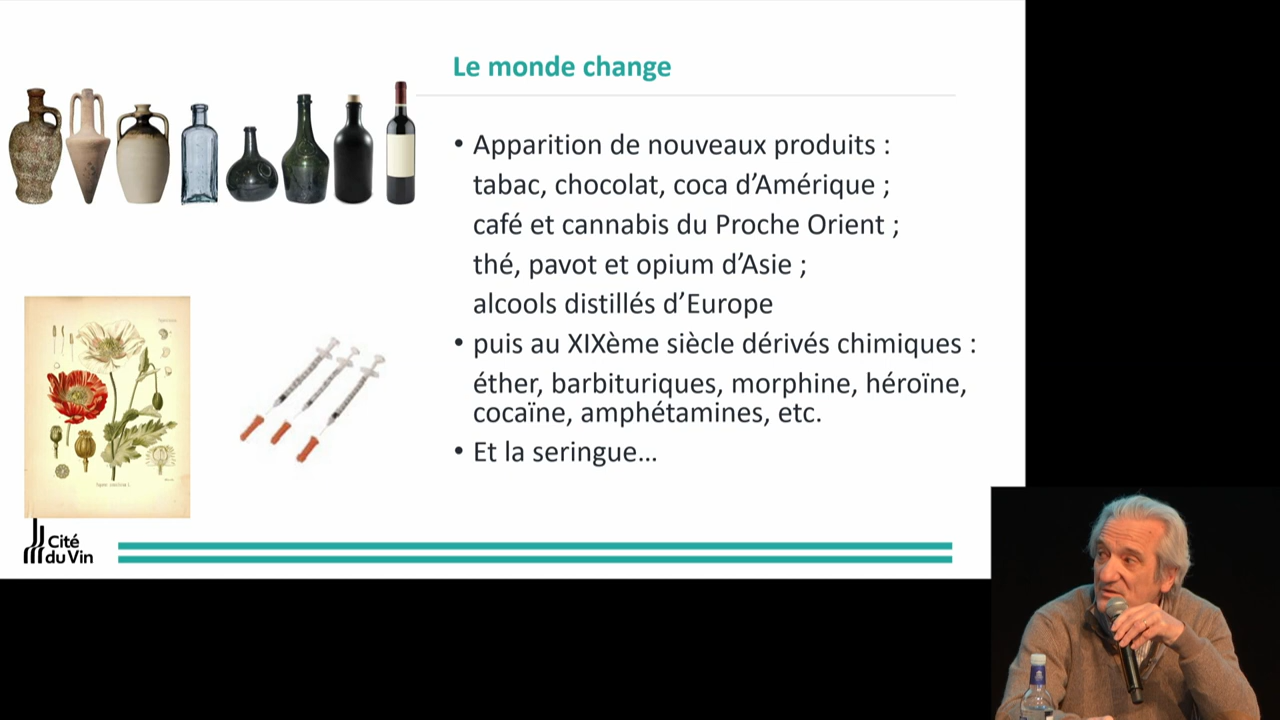 Le monde change
• Apparition de nouveaux produits :
tabac, chocolat, coca d’Amérique ;
café et cannabis du Proche Orient ;
thé, pavot et opium d’Asie ;
alcools distillés d’Europe
• puis au XIXème siècle dérivés chimiques :
éther, barbituriques, morphine, héroïne,
cocaïne, amphétamines, etc.
• Et la seringue…
Cité
du Vin